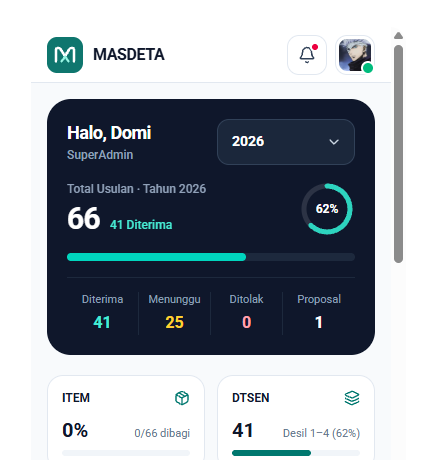 MASDETA
Halo, Domi
SuperAdmin
2026
Total Usulan · Tahun 2026
66 41 Diterima
62%
Diterima Menunggu Ditolak Proposal
41 25 0 1
ITEM
0% 0/66 dibagi
DTSEN
41 Desil 1–4 (62%)